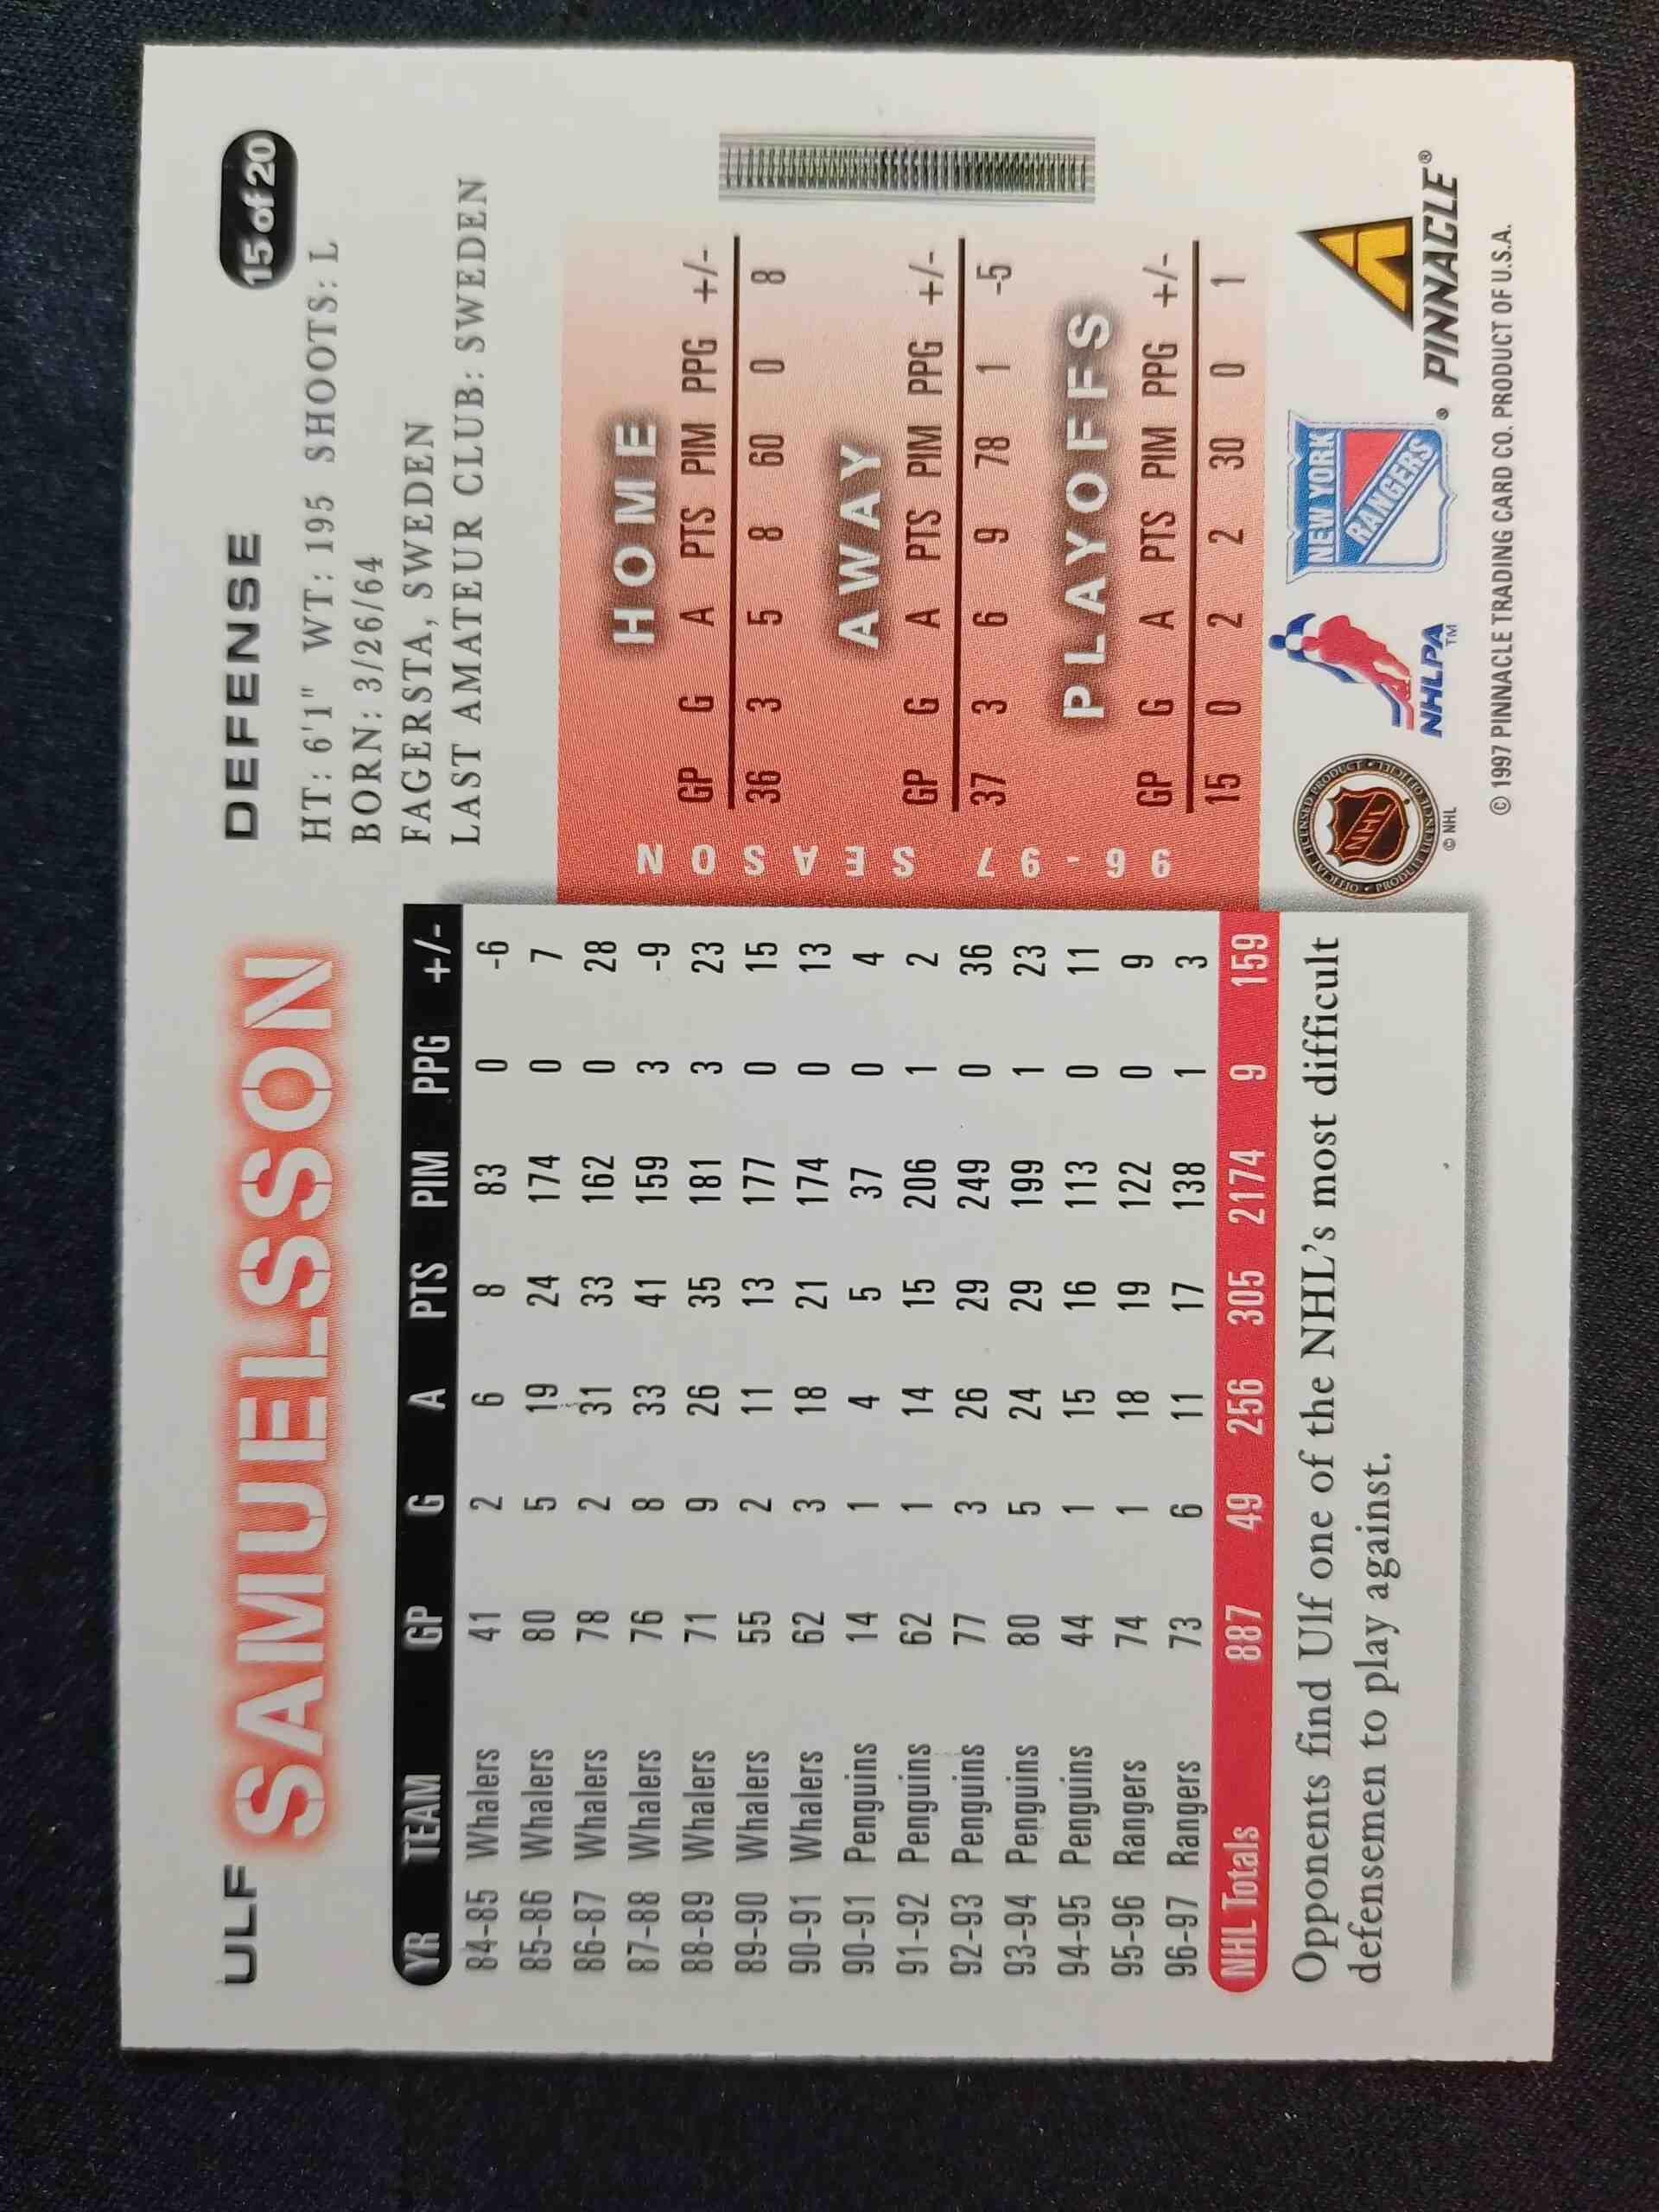 ULF SAMUELSSON
DEFENSE
15 of 20
HT: 6'1" WT: 195 SHOOTS: L
BORN: 3/26/64
FAGERSTA, SWEDEN
LAST AMATEUR CLUB: SWEDEN
YR TEAM GP G A PTS PIM PPG +/-
84-85 Whalers 41 2 6 8 83 0 -6
85-86 Whalers 80 5 19 24 174 0 7
86-87 Whalers 78 2 31 33 162 0 28
87-88 Whalers 76 8 33 41 159 3 -9
88-89 Whalers 71 9 26 35 181 3 23
89-90 Whalers 55 2 11 13 177 0 15
90-91 Whalers 62 3 18 21 174 0 13
90-91 Penguins 14 1 4 5 37 0 4
91-92 Penguins 62 1 14 15 206 1 2
92-93 Penguins 77 3 26 29 249 0 36
93-94 Penguins 80 5 24 29 199 1 23
94-95 Penguins 44 1 15 16 113 0 11
95-96 Rangers 74 1 18 19 122 0 9
96-97 Rangers 73 6 11 17 138 1 3
NHL Totals 887 49 256 305 2174 9 159
Opponents find Ulf one of the NHL's most difficult
defensemen to play against.
96-97 SEASON
HOME
GP G A PTS PIM PPG +/-
36 3 5 8 60 0 8
AWAY
GP G A PTS PIM PPG +/-
37 3 6 9 78 1 -5
PLAYOFFS
GP G A PTS PIM PPG +/-
15 0 2 2 30 0 1
OFFICIAL LICENSED PRODUCT •
NHL
© NHL
NHLPA™
NEW YORK
RANGERS
®
PINNACLE®
© 1997 PINNACLE TRADING CARD CO. PRODUCT OF U.S.A.